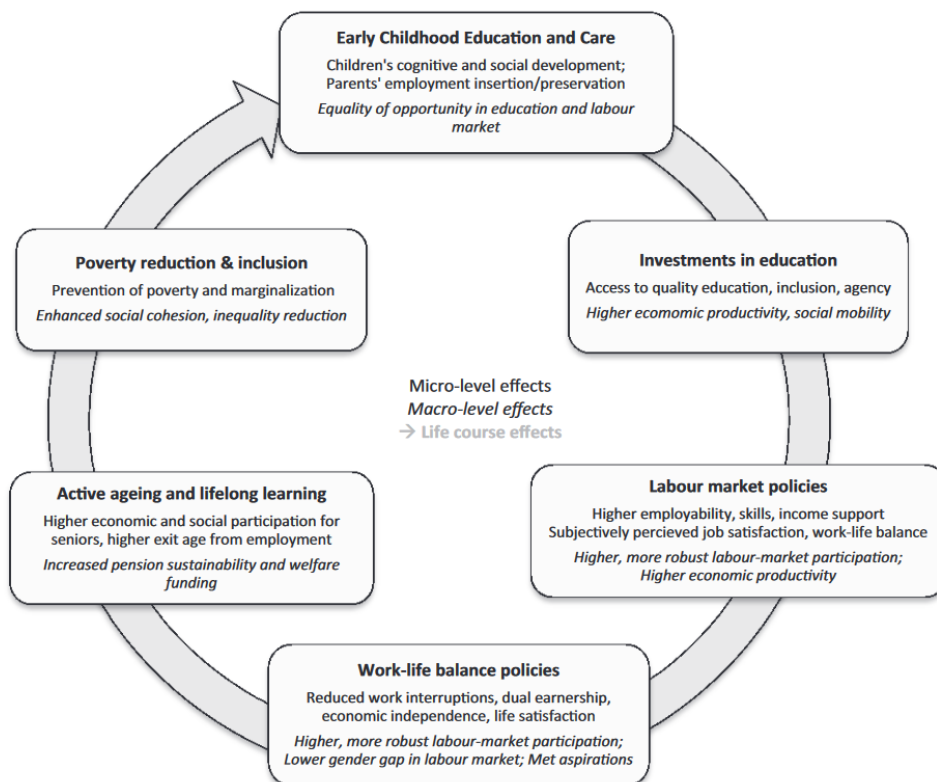 Early Childhood Education and Care
Children's cognitive and social development;
Parents' employment insertion/preservation
Equality of opportunity in education and labour
market
Investments in education
Access to quality education, inclusion, agency
Higher ecomomic productivity, social mobility
Labour market policies
Higher employability, skills, income support
Subjectively percieved job satisfaction, work-life balance
Higher, more robust labour-market participation;
Higher economic productivity
Work-life balance policies
Reduced work interruptions, dual earnership,
economic independence, life satisfaction
Higher, more robust labour-market participation;
Lower gender gap in labour market; Met aspirations
Active ageing and lifelong learning
Higher economic and social participation for
seniors, higher exit age from employment
Increased pension sustainability and welfare
funding
Poverty reduction & inclusion
Prevention of poverty and marginalization
Enhanced social cohesion, inequality reduction
Micro-level effects
Macro-level effects
→ Life course effects